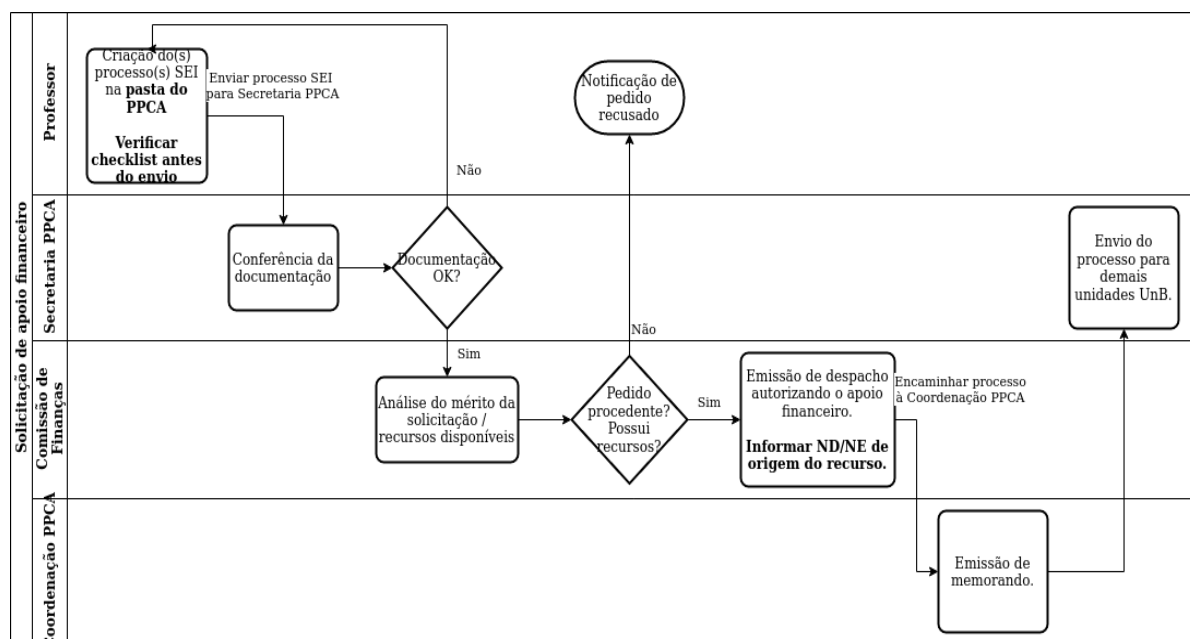 Solicitação de apoio financeiro
Professor
Criação do(s)
processo(s) SEI
na pasta do
PPCA
Verificar
checklist antes
do envio
Enviar processo SEI
para Secretaria PPCA
Não
Notificação de
pedido
recusado
Secretaria PPCA
Conferência da
documentação
Documentação
OK?
Sim
Não
Envio do
processo para
demais
unidades UnB.
Comissão de
Finanças
Análise do mérito da
solicitação /
recursos disponíveis
Pedido
procedente?
Possui
recursos?
Sim
Emissão de despacho
autorizando o apoio
financeiro.
Informar ND/NE de
origem do recurso.
Encaminhar processo
à Coordenação PPCA
Coordenação PPCA
Emissão de
memorando.